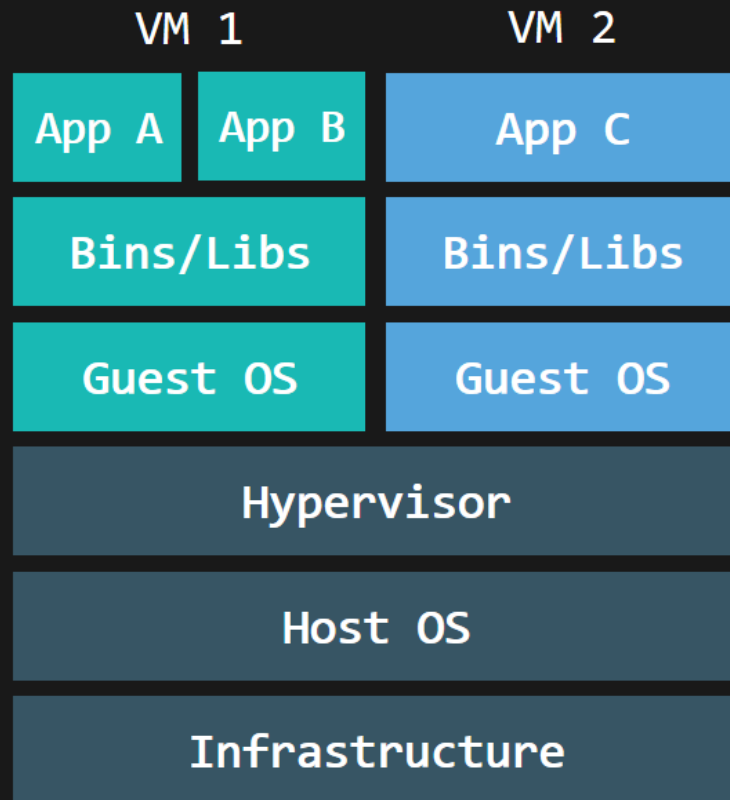 VM 1 VM 2
App A App B App C
Bins/Libs Bins/Libs
Guest OS Guest OS
Hypervisor
Host OS
Infrastructure